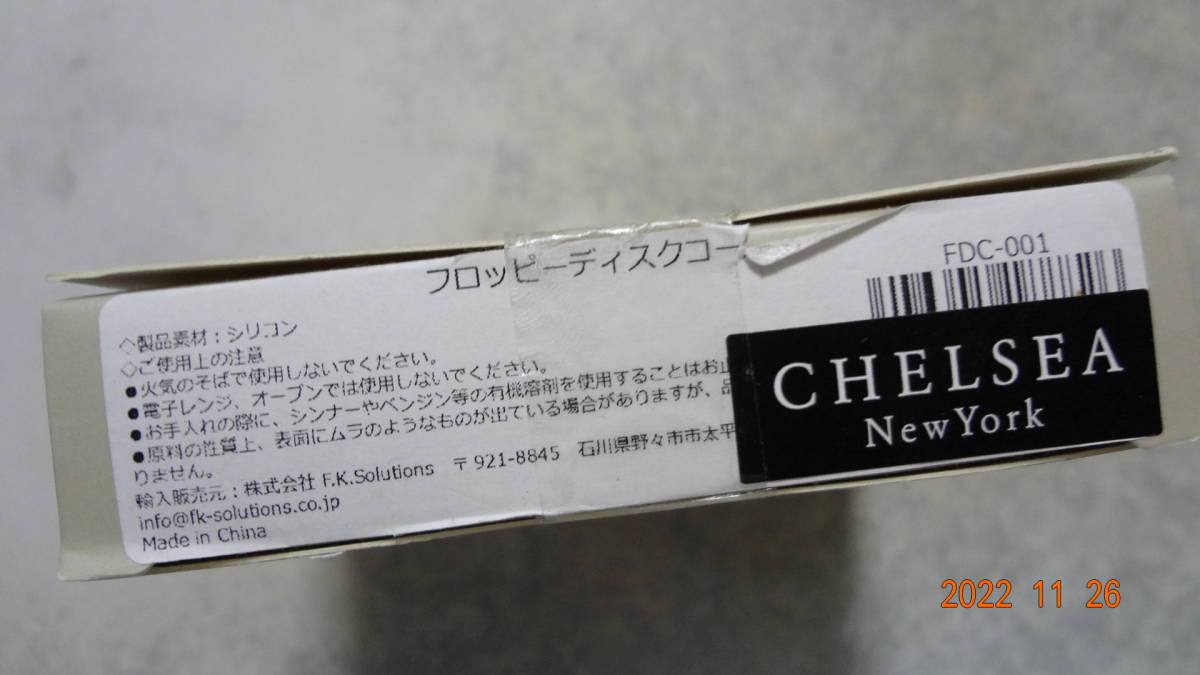 フロッピーディスクコー
FDC-001
◇製品素材：シリコン
◇ご使用上の注意
●火気のそばで使用しないでください。
●電子レンジ、オーブンでは使用しないでください。
●お手入れの際に、シンナーやベンジン等の有機溶剤を使用することはお止
●原料の性質上、表面にムラのようなものが出ている場合がありますが、品
りません。
輸入販売元：株式会社 F.K.Solutions 〒921-8845 石川県野々市市太平
info@fk-solutions.co.jp
Made in China
CHELSEA
New York
2022 11 26